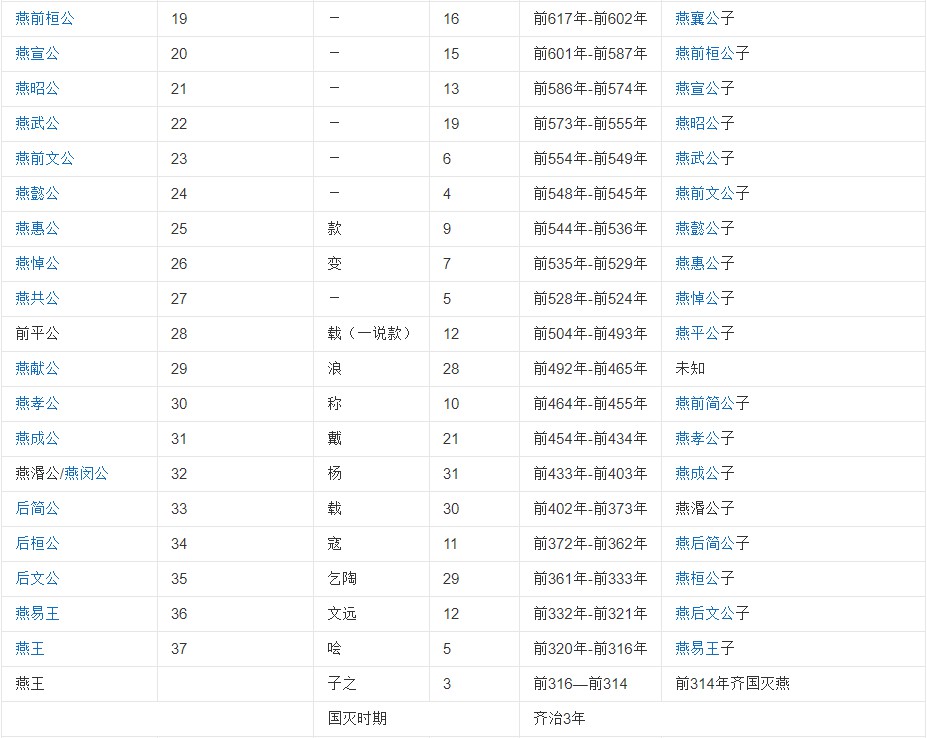 燕前桓公 19 － 16 前617年-前602年 燕襄公子
燕宣公 20 － 15 前601年-前587年 燕前桓公子
燕昭公 21 － 13 前586年-前574年 燕宣公子
燕武公 22 － 19 前573年-前555年 燕昭公子
燕前文公 23 － 6 前554年-前549年 燕武公子
燕懿公 24 － 4 前548年-前545年 燕前文公子
燕惠公 25 款 9 前544年-前536年 燕懿公子
燕悼公 26 变 7 前535年-前529年 燕惠公子
燕共公 27 － 5 前528年-前524年 燕悼公子
前平公 28 载（一说款） 12 前504年-前493年 燕平公子
燕献公 29 浪 28 前492年-前465年 未知
燕孝公 30 称 10 前464年-前455年 燕前简公子
燕成公 31 戴 21 前454年-前434年 燕孝公子
燕湣公/燕闵公 32 杨 31 前433年-前403年 燕成公子
后简公 33 载 30 前402年-前373年 燕湣公子
后桓公 34 寇 11 前372年-前362年 燕后简公子
后文公 35 乞陶 29 前361年-前333年 燕桓公子
燕易王 36 文远 12 前332年-前321年 燕后文公子
燕王 37 哙 5 前320年-前316年 燕易王子
燕王 子之 3 前316—前314 前314年齐国灭燕
国灭时期 齐治3年